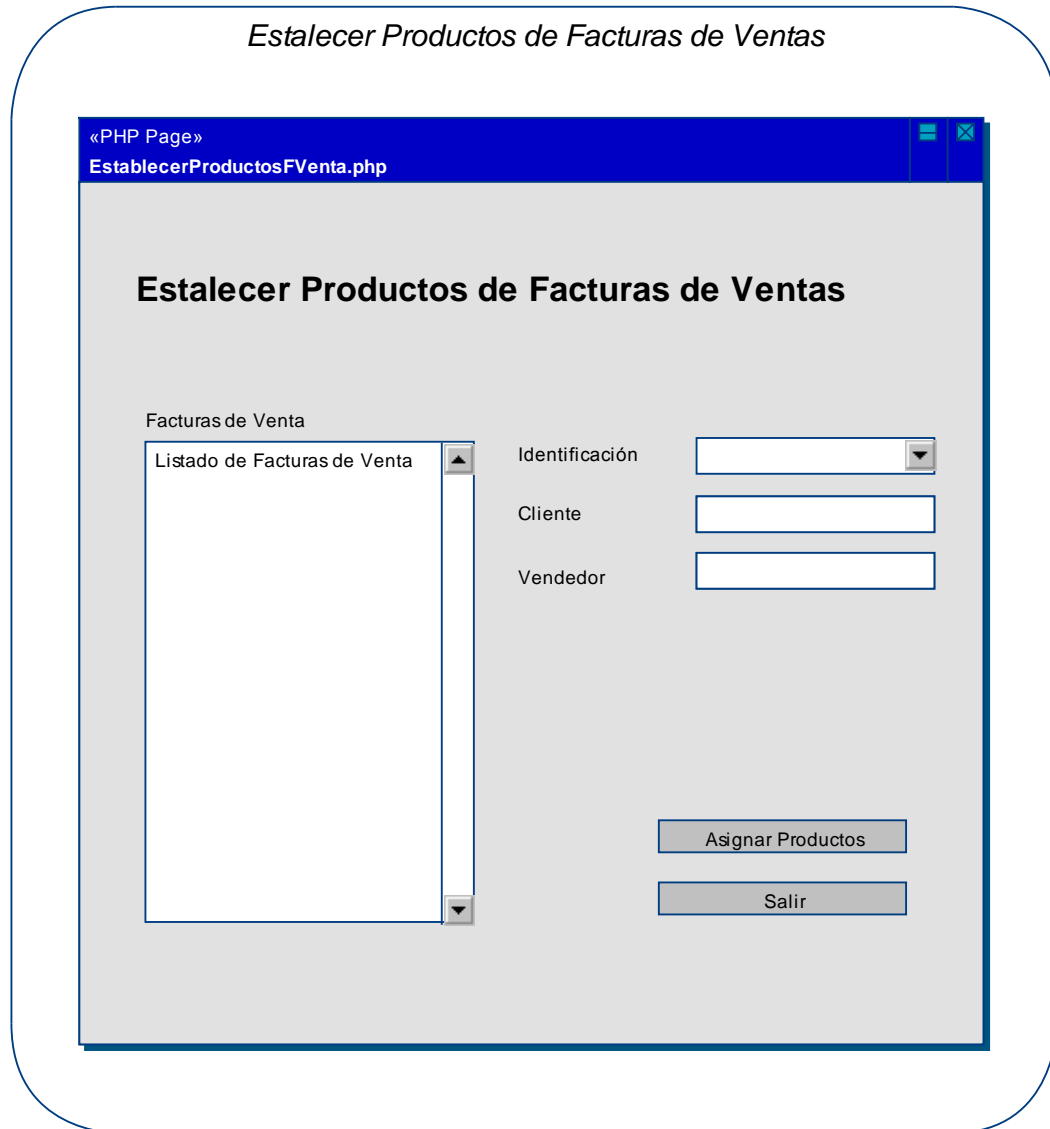 Estalecer Productos de Facturas de Ventas
«PHP Page»
EstablecerProductosFVenta.php
Estalecer Productos de Facturas de Ventas
Facturas de Venta
Listado de Facturas de Venta
Identificación
Cliente
Vendedor
Asignar Productos
Salir